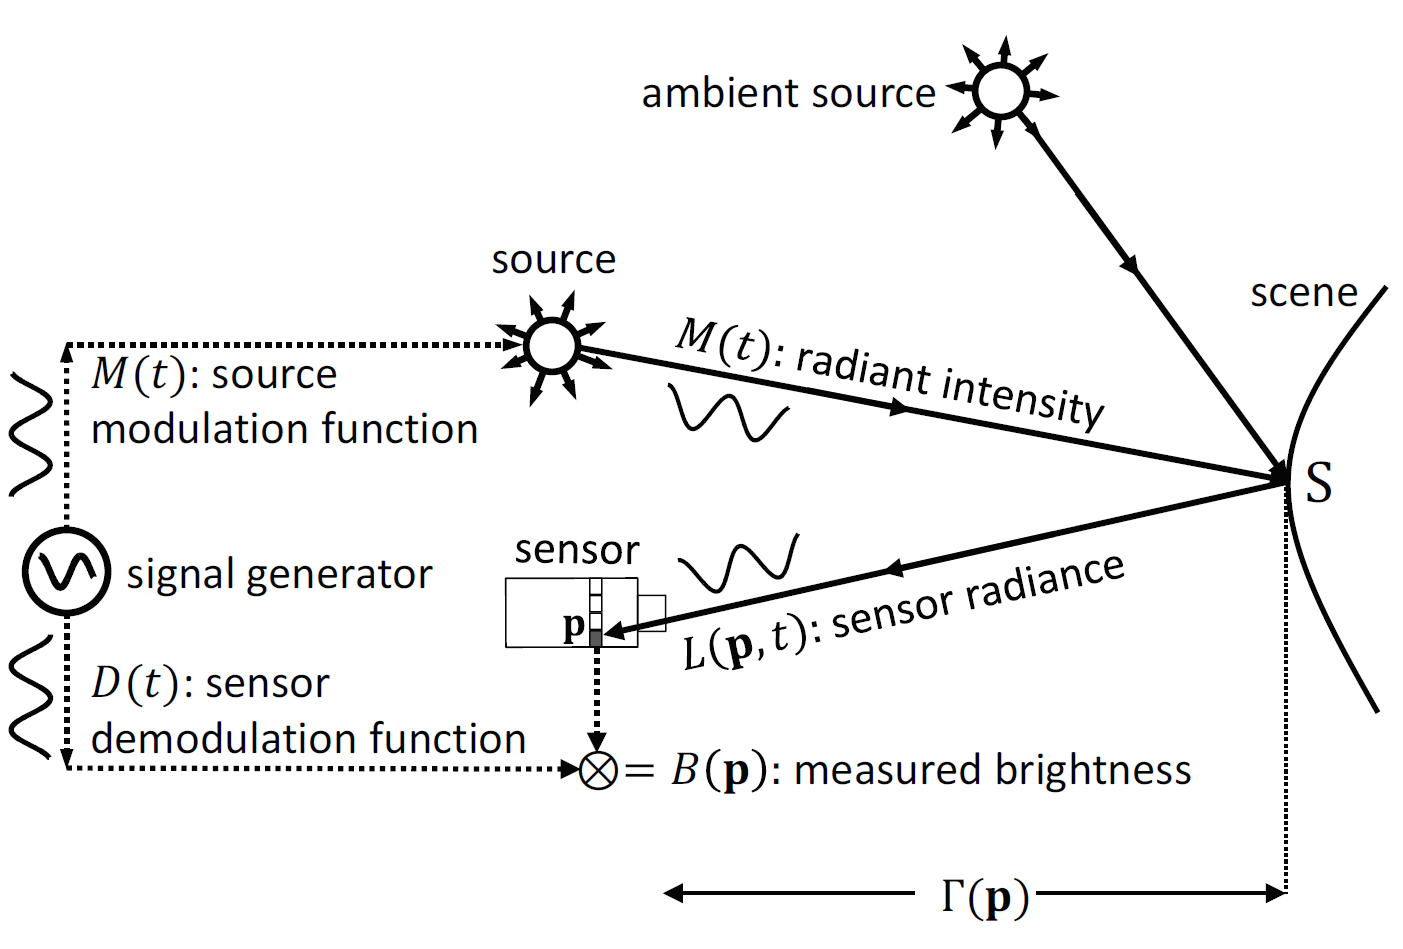 ambient source
source
scene
M(t): radiant intensity
M(t): source
modulation function
S
signal generator
sensor
p
L(p,t): sensor radiance
D(t): sensor
demodulation function
= B(p): measured brightness
Γ(p)